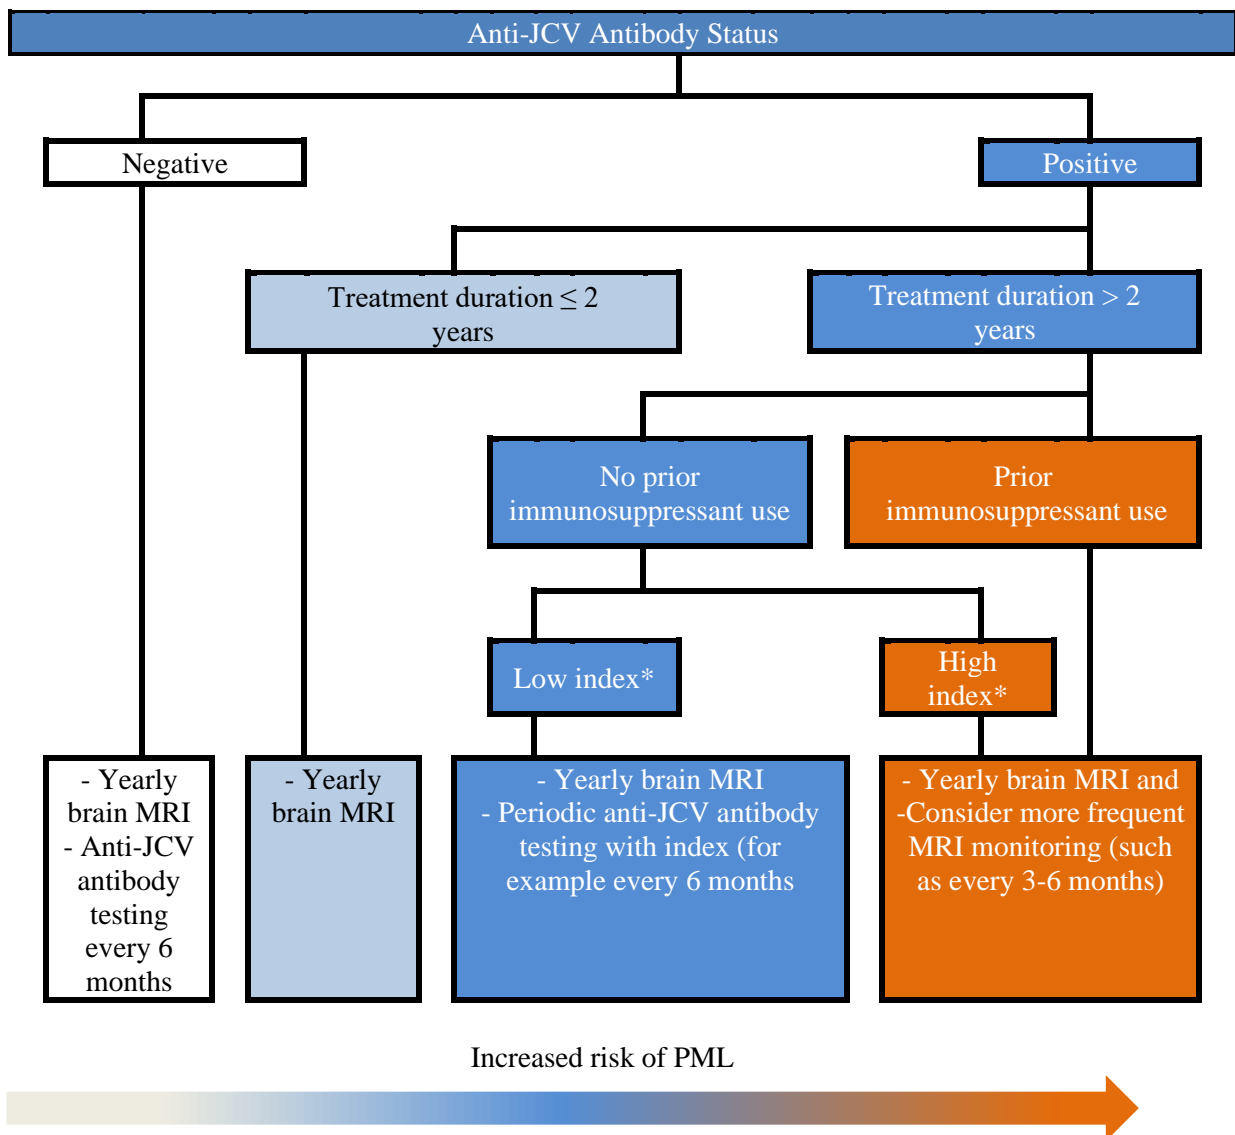 Anti-JCV Antibody Status
Negative
Positive
Treatment duration ≤ 2
years
Treatment duration > 2
years
No prior
immunosuppressant use
Prior
immunosuppressant use
Low index*
High
index*
- Yearly
brain MRI
- Anti-JCV
antibody
testing
every 6
months
- Yearly
brain MRI
- Yearly brain MRI
- Periodic anti-JCV antibody
testing with index (for
example every 6 months
- Yearly brain MRI and
-Consider more frequent
MRI monitoring (such
as every 3-6 months)
Increased risk of PML